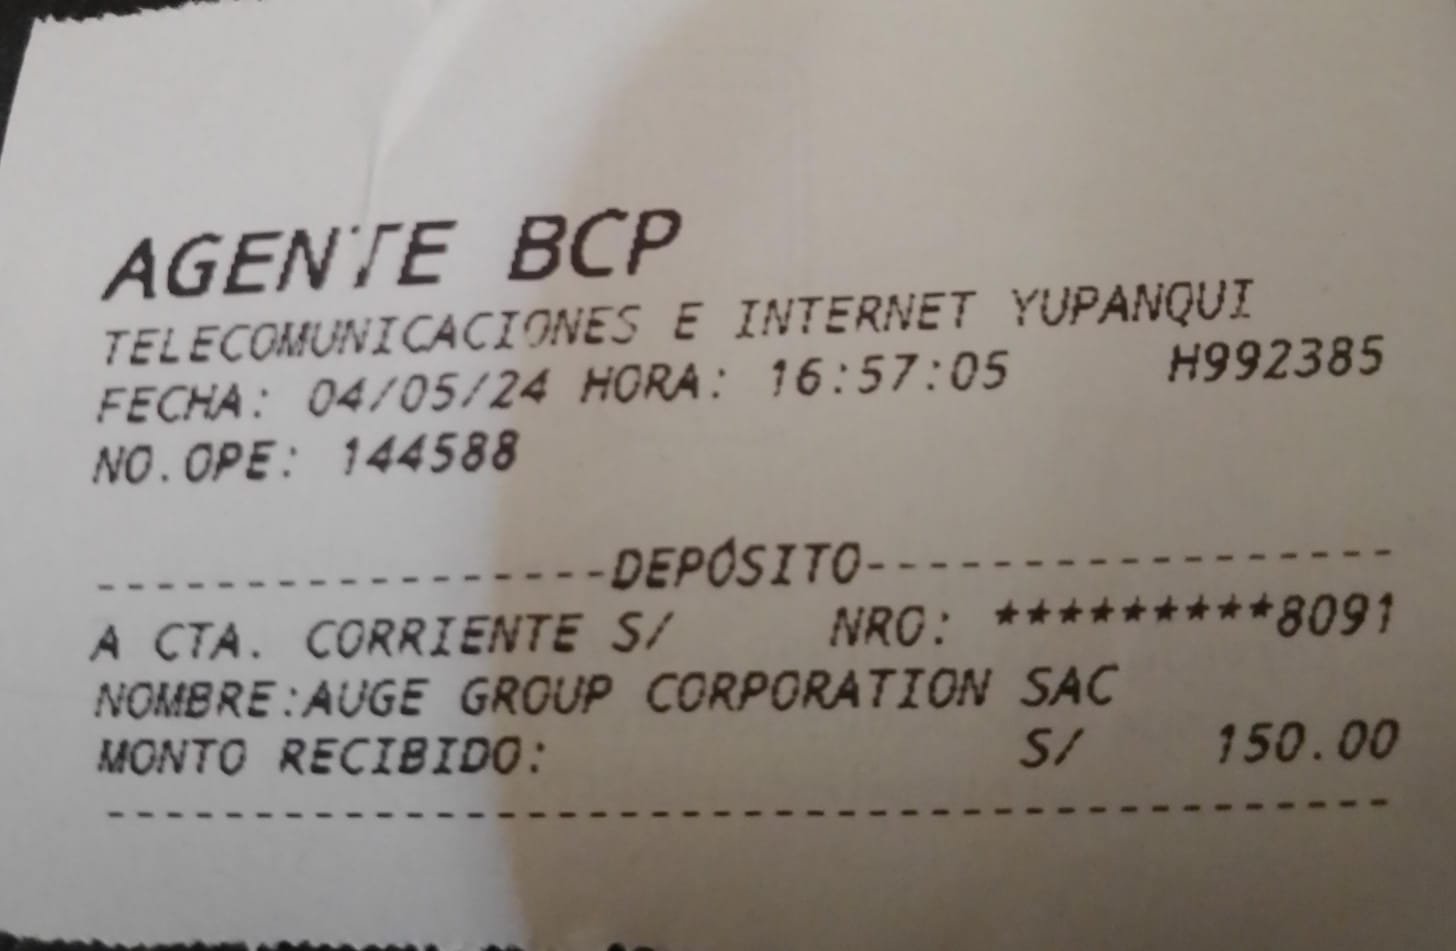 AGENTE BCP
TELECOMUNICACIONES E INTERNET YUPANQUI
FECHA: 04/05/24 HORA: 16:57:05 H992385
NO.OPE: 144588
-----------------DEPÓSITO-----------------
A CTA. CORRIENTE S/ NRO: *********8091
NOMBRE:AUGE GROUP CORPORATION SAC
MONTO RECIBIDO: S/ 150.00
------------------------------------------